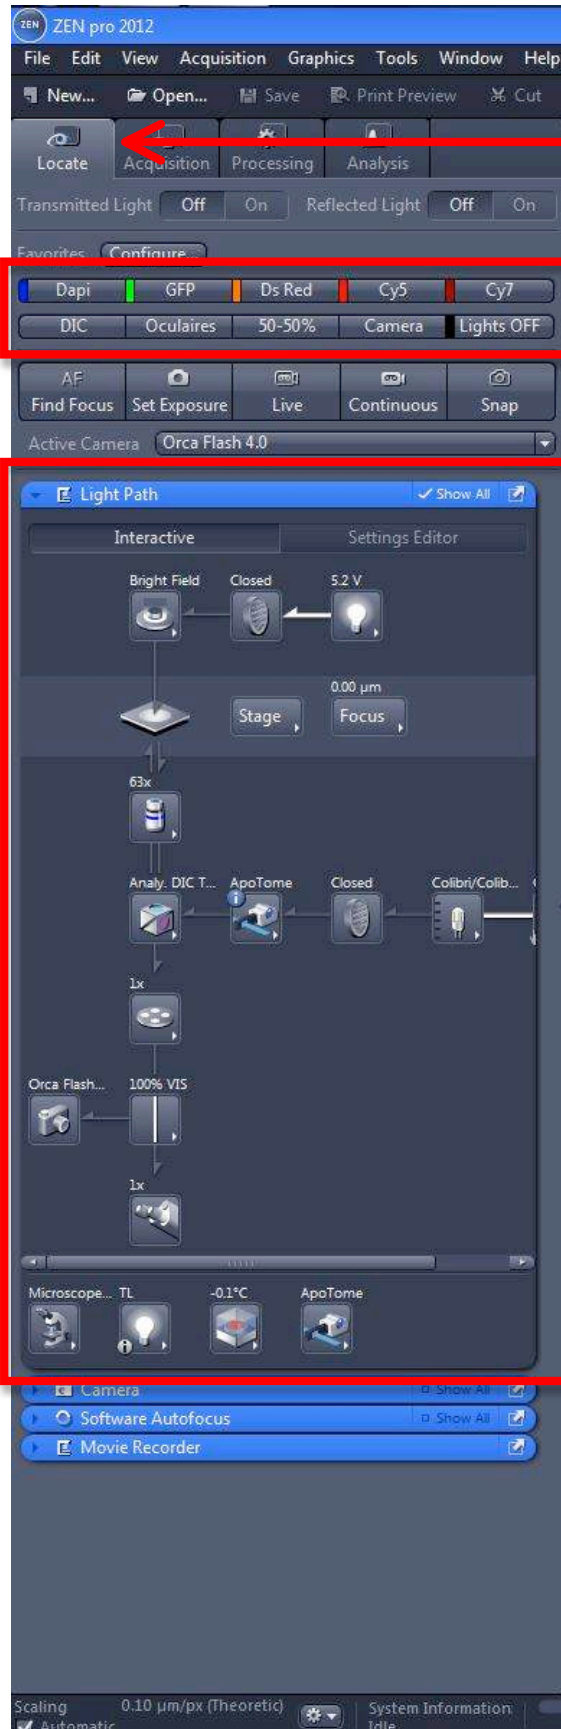 ZEN ZEN pro 2012
File Edit View Acquisition Graphics Tools Window Help
New... Open... Save Print Preview Cut
Locate Acquisition Processing Analysis
Transmitted Light Off On Reflected Light Off On
Favorites Configure...
Dapi GFP Ds Red Cy5 Cy7
DIC Oculaires 50-50% Camera Lights OFF
AF
Find Focus Set Exposure Live Continuous Snap
Active Camera Orca Flash 4.0
Light Path Show All
Interactive Settings Editor
Bright Field Closed 5.2 V
0.00 µm
Stage Focus
63x
Analy. DIC T... ApoTome Closed Colibri/Colib...
1x
Orca Flash... 100% VIS
1x
Microscope... TL -0.1°C ApoTome
Camera Show All
Software Autofocus Show All
Movie Recorder
Scaling 0.10 µm/px (Theoretic) System Information
Automatic Idle